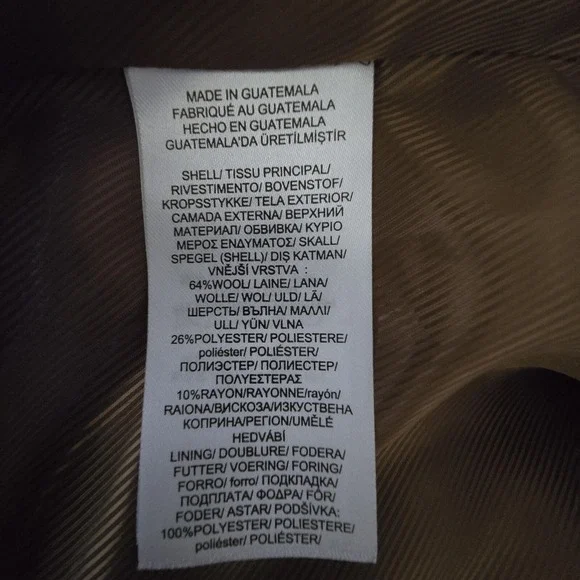 MADE IN GUATEMALA
FABRIQUÉ AU GUATEMALA
HECHO EN GUATEMALA
GUATEMALA'DA ÜRETİLMİŞTİR
SHELL/ TISSU PRINCIPAL/
RIVESTIMENTO/ BOVENSTOF/
KROPSSTYKKE/ TELA EXTERIOR/
CAMADA EXTERNA/ ВЕРХНИЙ
МАТЕРИАЛ/ ОБВИВКА/ ΚΥΡΙΟ
ΜΕΡΟΣ ΕΝΔΥΜΑΤΟΣ/ SKALL/
SPEGEL (SHELL)/ DIŞ KATMAN/
VNĚJŠÍ VRSTVA :
64%WOOL/ LAINE/ LANA/
WOLLE/ WOL/ ULD/ LÃ/
ШЕРСТЬ/ ВЪЛНА/ ΜΑΛΛΙ/
ULL/ YÜN/ VLNA
26%POLYESTER/ POLIESTERE/
poliéster/ POLIÉSTER/
ПОЛИЭСТЕР/ ПОЛИЕСТЕР/
ΠΟΛΥΕΣΤΕΡΑΣ
10%RAYON/RAYONNE/rayón/
RAIONA/ВИСКОЗА/ИЗКУСТВЕНА
КОПРИНА/ΡΕΓΙΟΝ/UMĚLÉ
HEDVÁBÍ
LINING/ DOUBLURE/ FODERA/
FUTTER/ VOERING/ FORING/
FORRO/ forro/ ПОДКЛАДКА/
ПОДПЛАТА/ ΦΟΔΡΑ/ FÖR/
FODER/ ASTAR/ PODŠÍVKA:
100%POLYESTER/ POLIESTERE/
poliéster/ POLIÉSTER/